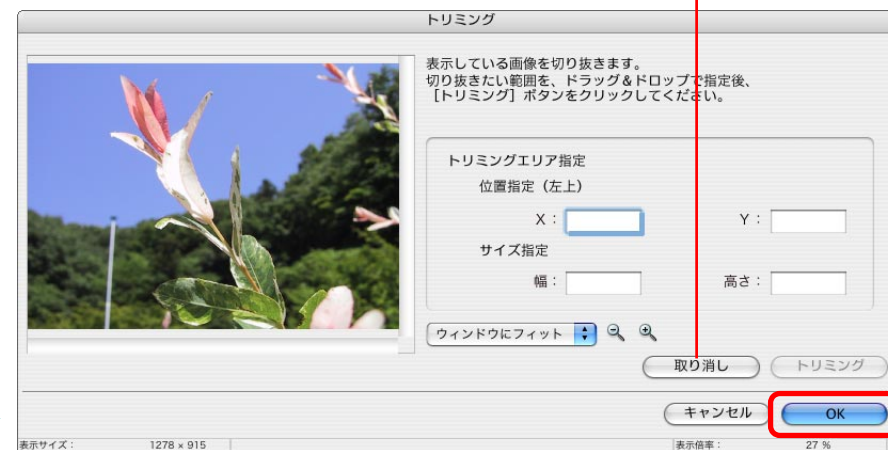 トリミング
表示している画像を切り抜きます。
切り抜きたい範囲を、ドラッグ&ドロップで指定後、
［トリミング］ボタンをクリックしてください。
トリミングエリア指定
位置指定（左上）
X： Y：
サイズ指定
幅： 高さ：
ウィンドウにフィット
取り消し トリミング
キャンセル OK
表示サイズ： 1278 × 915 表示倍率： 27 %